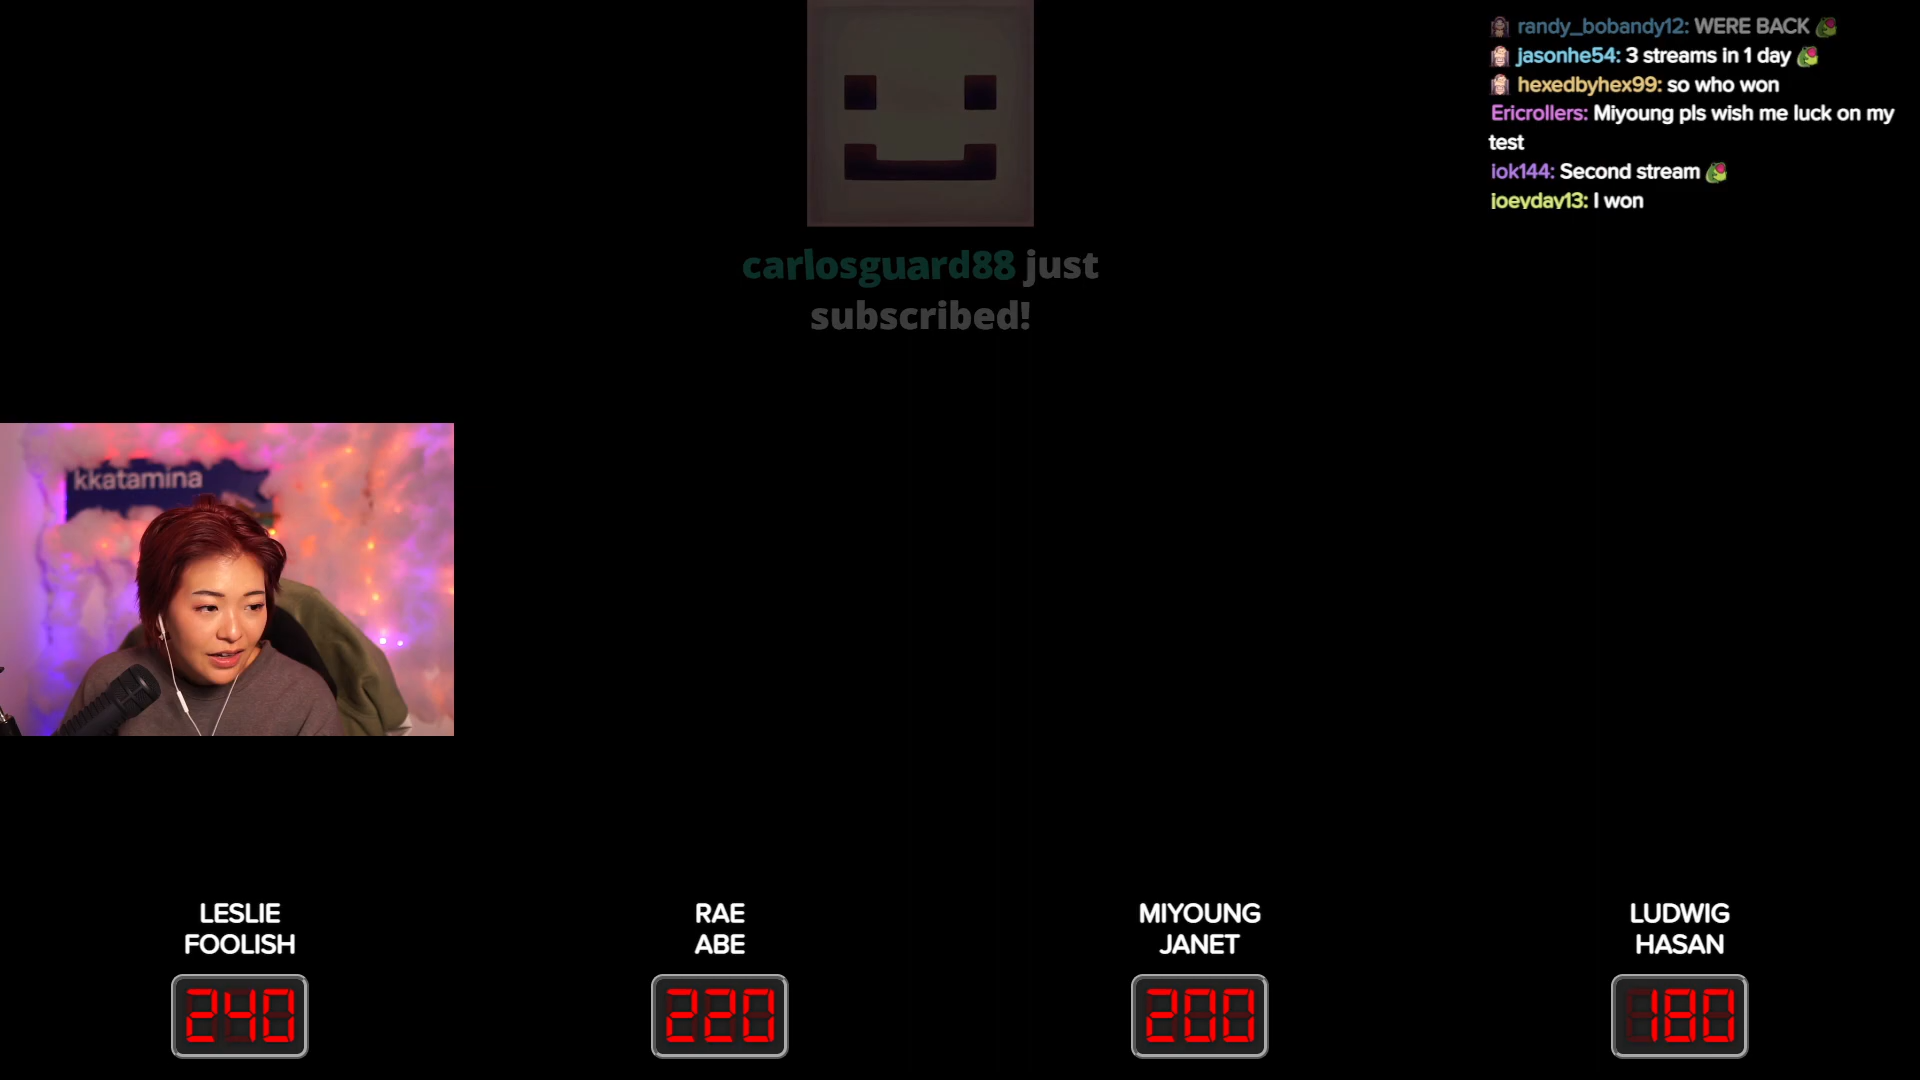 randy_bobandy12: WERE BACK
jasonhe54: 3 streams in 1 day
hexedbyhex99: so who won
Ericrollers: Miyoung pls wish me luck on my
test
iok144: Second stream
joeyday13: I won
carlosguard88 just
subscribed!
kkatamina
LESLIE
FOOLISH
240
RAE
ABE
220
MIYOUNG
JANET
200
LUDWIG
HASAN
180